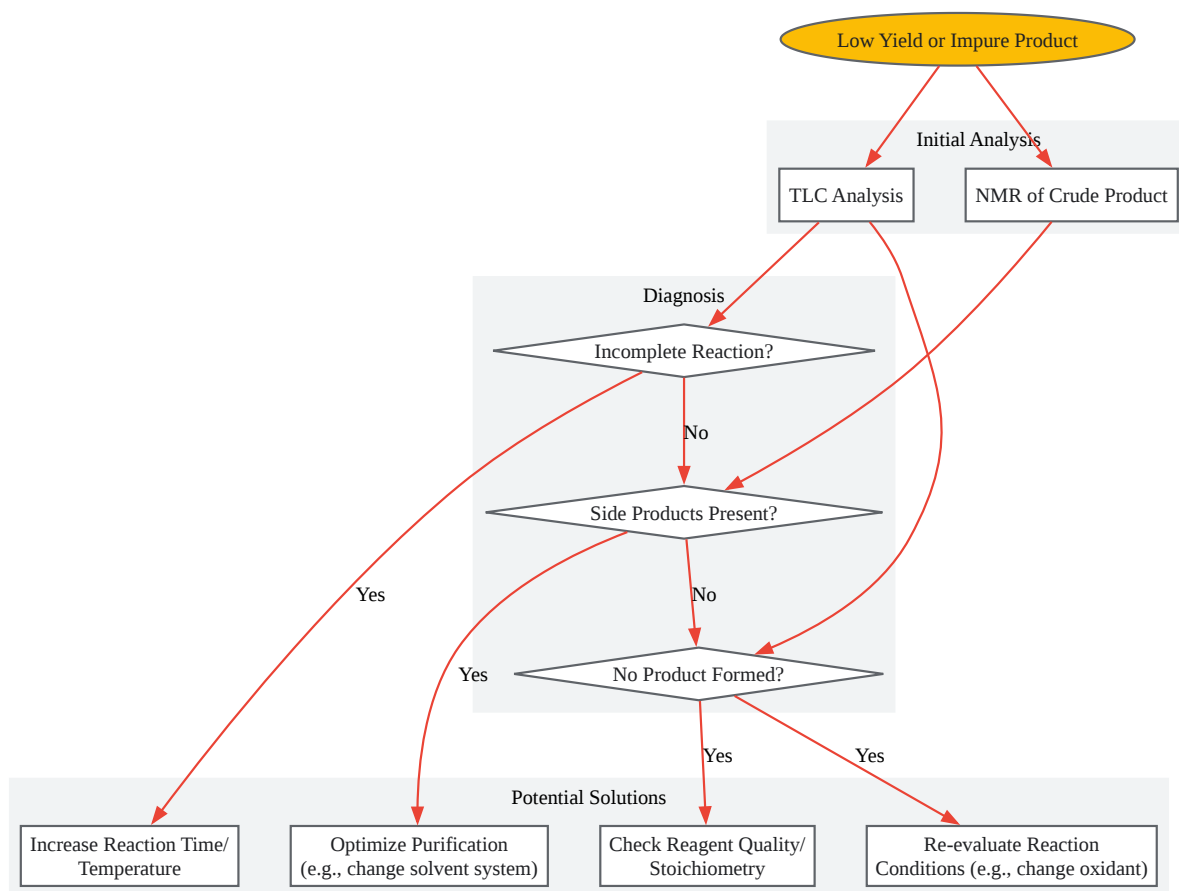 Low Yield or Impure Product
Initial Analysis
TLC Analysis
NMR of Crude Product
Diagnosis
Incomplete Reaction?
No
Side Products Present?
Yes
No
Yes
No Product Formed?
Yes
Yes
Potential Solutions
Increase Reaction Time/
Temperature
Optimize Purification
(e.g., change solvent system)
Check Reagent Quality/
Stoichiometry
Re-evaluate Reaction
Conditions (e.g., change oxidant)